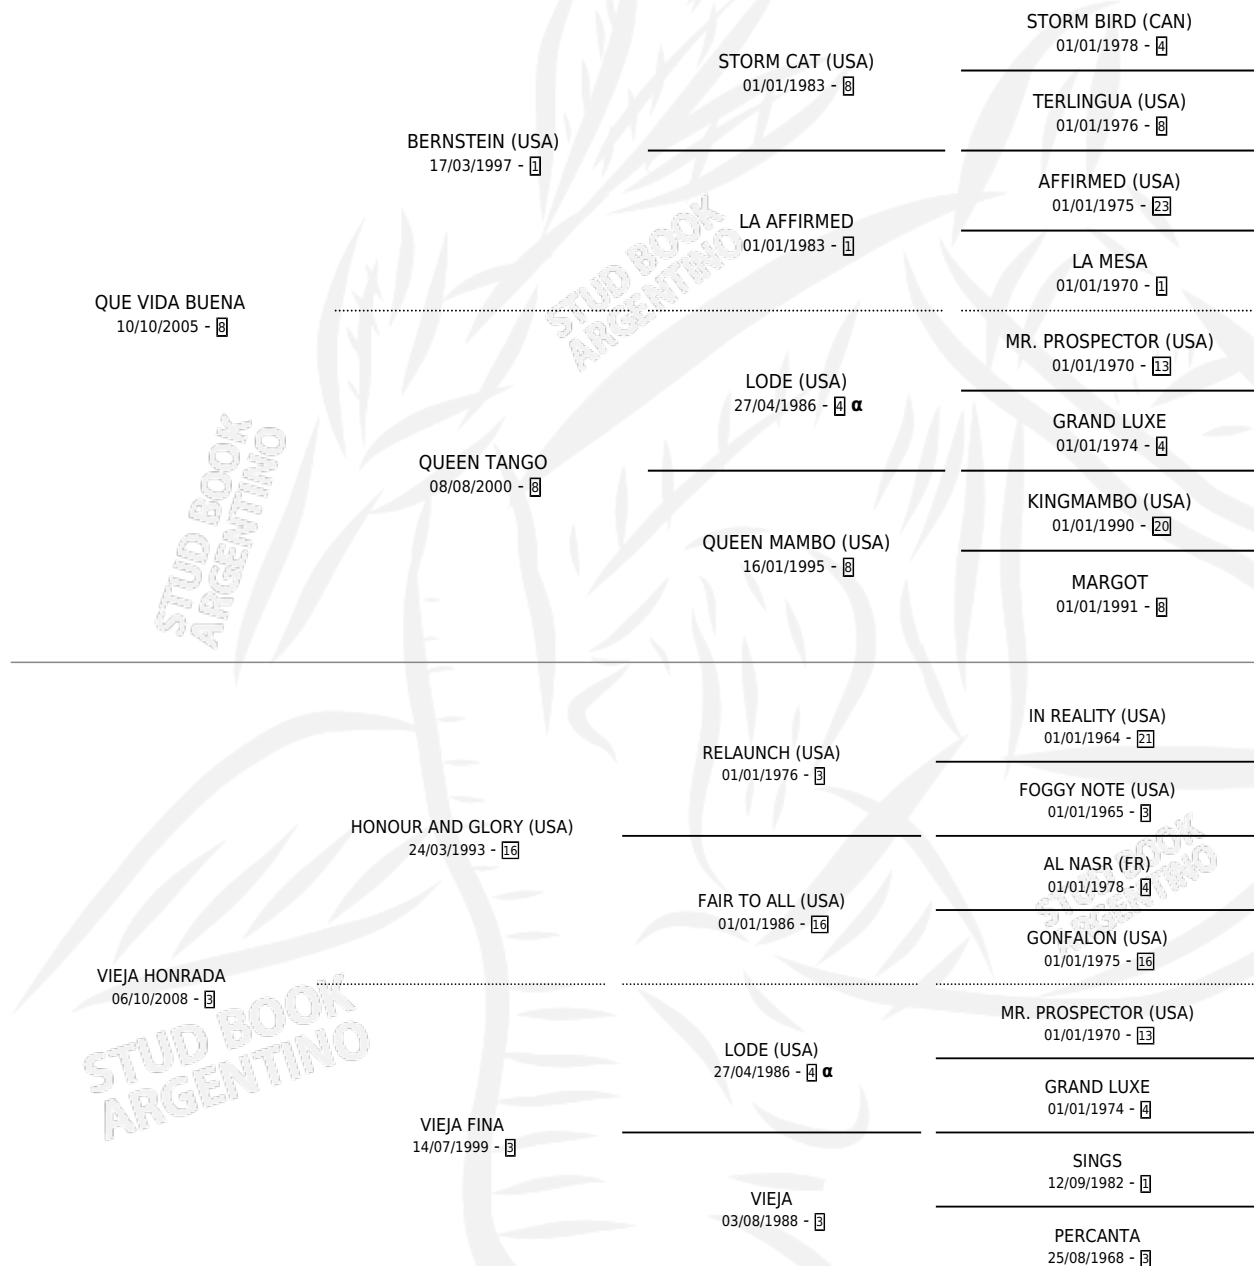 STORM BIRD (CAN)
01/01/1978 - 4
STORM CAT (USA)
01/01/1983 - 8
TERLINGUA (USA)
01/01/1976 - 8
BERNSTEIN (USA)
17/03/1997 - 1
AFFIRMED (USA)
01/01/1975 - 23
LA AFFIRMED
01/01/1983 - 1
LA MESA
01/01/1970 - 1
QUE VIDA BUENA
10/10/2005 - 8
STUD BOOK
ARGENTINO
MR. PROSPECTOR (USA)
01/01/1970 - 13
LODE (USA)
27/04/1986 - 4 α
GRAND LUXE
01/01/1974 - 4
QUEEN TANGO
08/08/2000 - 8
KINGMAMBO (USA)
01/01/1990 - 20
QUEEN MAMBO (USA)
16/01/1995 - 8
MARGOT
01/01/1991 - 8
STUD BOOK
ARGENTINO
IN REALITY (USA)
01/01/1964 - 21
RELAUNCH (USA)
01/01/1976 - 3
FOGGY NOTE (USA)
01/01/1965 - 3
HONOUR AND GLORY (USA)
24/03/1993 - 16
AL NASR (FR)
01/01/1978 - 4
FAIR TO ALL (USA)
01/01/1986 - 16
STUD BOOK
ARGENTINO
GONFALON (USA)
01/01/1975 - 16
VIEJA HONRADA
06/10/2008 - 3
MR. PROSPECTOR (USA)
01/01/1970 - 13
LODE (USA)
27/04/1986 - 4 α
STUD BOOK
ARGENTINO
GRAND LUXE
01/01/1974 - 4
VIEJA FINA
14/07/1999 - 3
SINGS
12/09/1982 - 1
VIEJA
03/08/1988 - 3
PERCANTA
25/08/1968 - 3